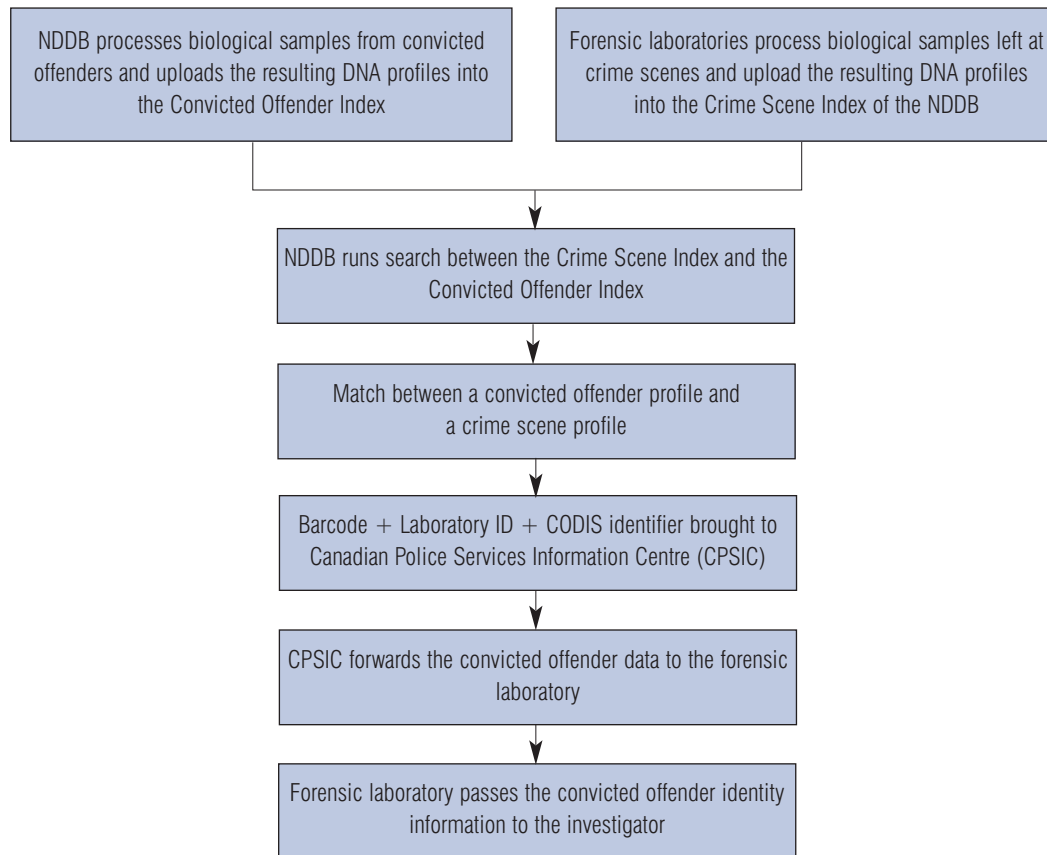 NDDB processes biological samples from convicted
offenders and uploads the resulting DNA profiles into
the Convicted Offender Index
Forensic laboratories process biological samples left at
crime scenes and upload the resulting DNA profiles
into the Crime Scene Index of the NDDB
NDDB runs search between the Crime Scene Index and the
Convicted Offender Index
Match between a convicted offender profile and
a crime scene profile
Barcode + Laboratory ID + CODIS identifier brought to
Canadian Police Services Information Centre (CPSIC)
CPSIC forwards the convicted offender data to the forensic
laboratory
Forensic laboratory passes the convicted offender identity
information to the investigator